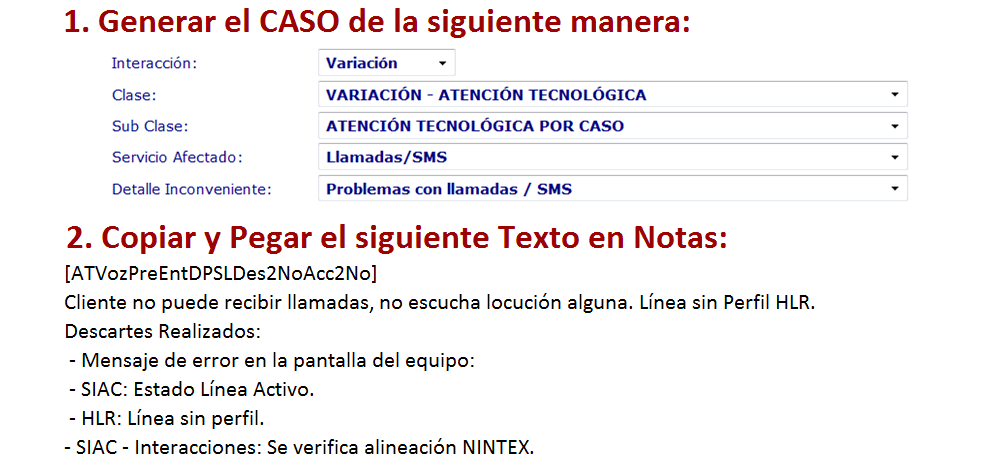 1. Generar el CASO de la siguiente manera:
Interacción: Variación
Clase: VARIACIÓN - ATENCIÓN TECNOLÓGICA
Sub Clase: ATENCIÓN TECNOLÓGICA POR CASO
Servicio Afectado: Llamadas/SMS
Detalle Inconveniente: Problemas con llamadas / SMS
2. Copiar y Pegar el siguiente Texto en Notas:
[ATVozPreEntDPSLDes2NoAcc2No]
Cliente no puede recibir llamadas, no escucha locución alguna. Línea sin Perfil HLR.
Descartes Realizados:
- Mensaje de error en la pantalla del equipo:
- SIAC: Estado Línea Activo.
- HLR: Línea sin perfil.
- SIAC - Interacciones: Se verifica alineación NINTEX.